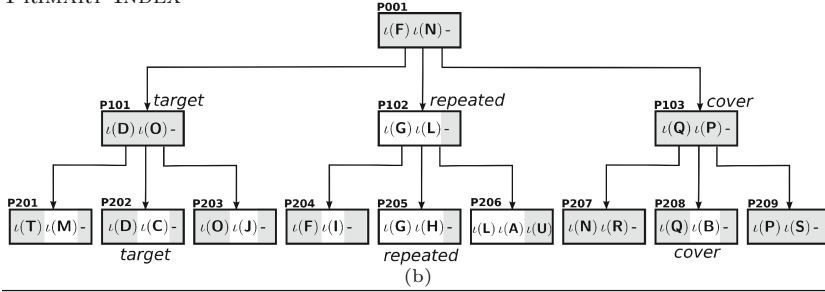 PRIMARY INDEX
P001
ι(F) ι(N) -
P101 target P102 repeated P103 cover
ι(D) ι(O) - ι(G) ι(L) - ι(Q) ι(P) -
P201 P202 P203 P204 P205 P206 P207 P208 P209
ι(T) ι(M) - ι(D) ι(C) - ι(O) ι(J) - ι(F) ι(I) - ι(G) ι(H) - ι(L) ι(A) ι(U) ι(N) ι(R) - ι(Q) ι(B) - ι(P) ι(S) -
target repeated cover
(b)